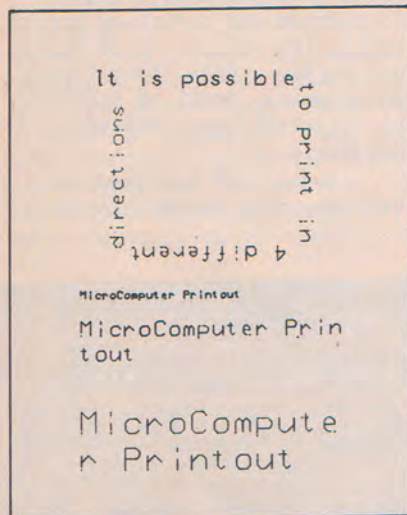 It is possible
to print in
4 different
directions
MicroComputer Printout
MicroComputer Prin
tout
MicroCompute
r Printout